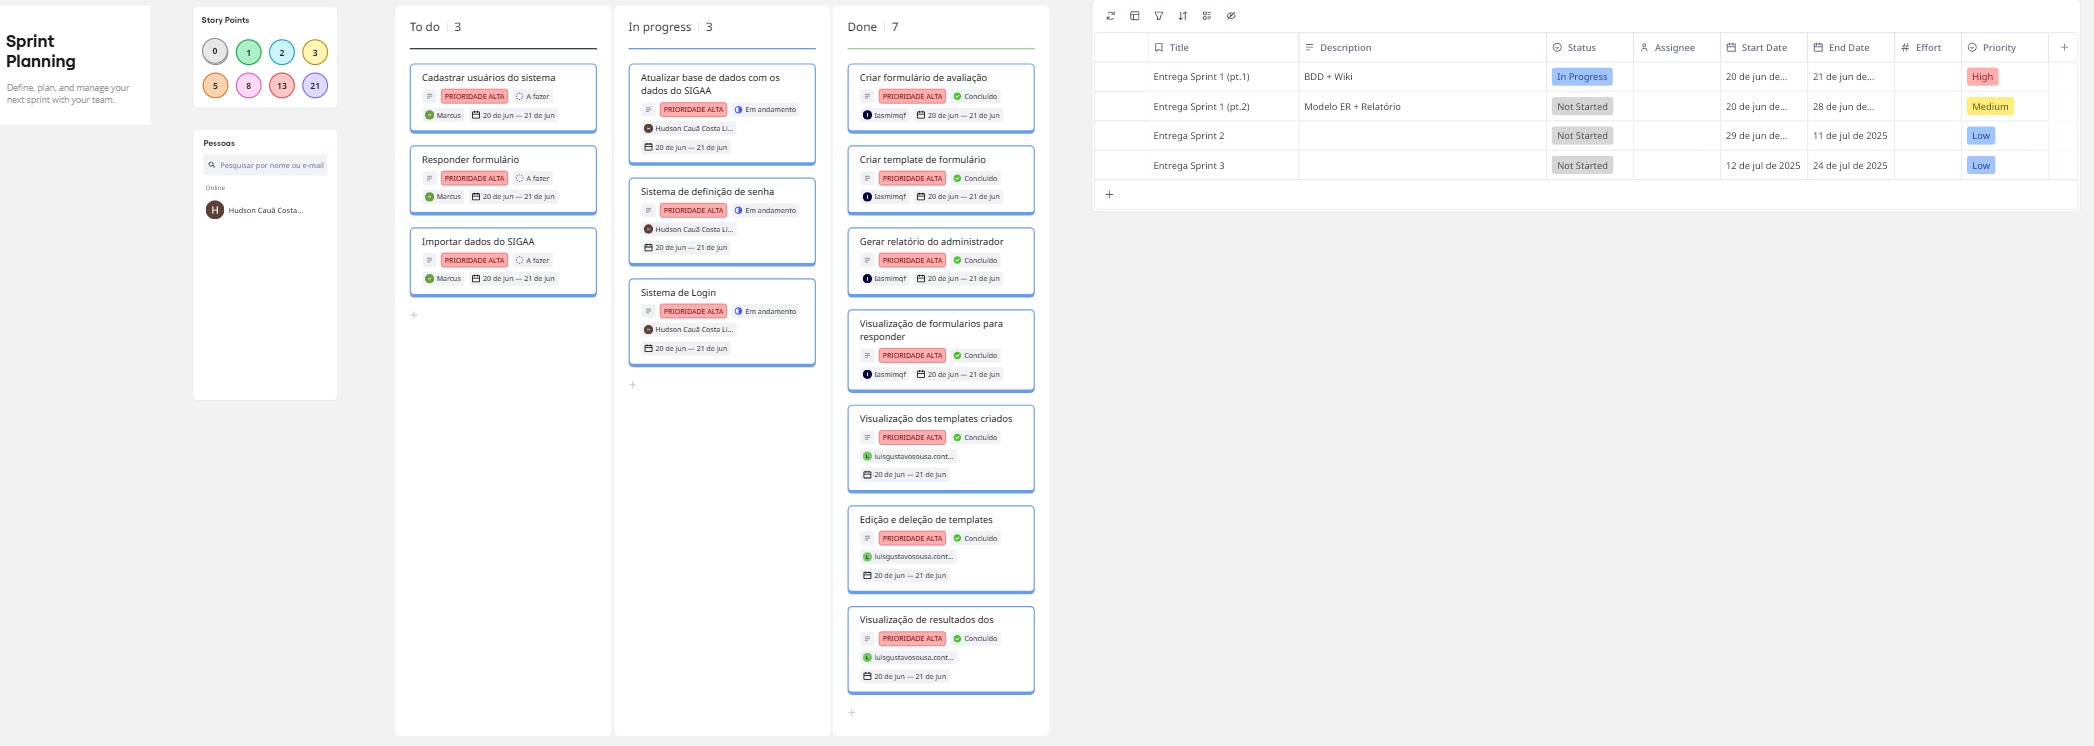 Sprint
Planning
Define, plan, and manage your
next sprint with your team.
Story Points
0 1 2 3
5 8 13 21
Pessoas
Pesquisar por nome ou e-mail
Online
H Hudson Cauã Costa...
To do | 3
Cadastrar usuários do sistema
PRIORIDADE ALTA A fazer
Marcus 20 de jun — 21 de jun
Responder formulário
PRIORIDADE ALTA A fazer
Marcus 20 de jun — 21 de jun
Importar dados do SIGAA
PRIORIDADE ALTA A fazer
Marcus 20 de jun — 21 de jun
+
In progress | 3
Atualizar base de dados com os
dados do SIGAA
PRIORIDADE ALTA Em andamento
Hudson Cauã Costa Li...
20 de jun — 21 de jun
Sistema de definição de senha
PRIORIDADE ALTA Em andamento
Hudson Cauã Costa Li...
20 de jun — 21 de jun
Sistema de Login
PRIORIDADE ALTA Em andamento
Hudson Cauã Costa Li...
20 de jun — 21 de jun
+
Done | 7
Criar formulário de avaliação
PRIORIDADE ALTA Concluído
Iasmimqf 20 de jun — 21 de jun
Criar template de formulário
PRIORIDADE ALTA Concluído
Iasmimqf 20 de jun — 21 de jun
Gerar relatório do administrador
PRIORIDADE ALTA Concluído
Iasmimqf 20 de jun — 21 de jun
Visualização de formularios para
responder
PRIORIDADE ALTA Concluído
Iasmimqf 20 de jun — 21 de jun
Visualização dos templates criados
PRIORIDADE ALTA Concluído
luisgustavosousa.cont...
20 de jun — 21 de jun
Edição e deleção de templates
PRIORIDADE ALTA Concluído
luisgustavosousa.cont...
20 de jun — 21 de jun
Visualização de resultados dos
PRIORIDADE ALTA Concluído
luisgustavosousa.cont...
20 de jun — 21 de jun
+
Title Description Status Assignee Start Date End Date # Effort Priority +
Entrega Sprint 1 (pt.1) BDD + Wiki In Progress 20 de jun de... 21 de jun de... High
Entrega Sprint 1 (pt.2) Modelo ER + Relatório Not Started 20 de jun de... 28 de jun de... Medium
Entrega Sprint 2 Not Started 29 de jun de... 11 de jul de 2025 Low
Entrega Sprint 3 Not Started 12 de jul de 2025 24 de jul de 2025 Low
+